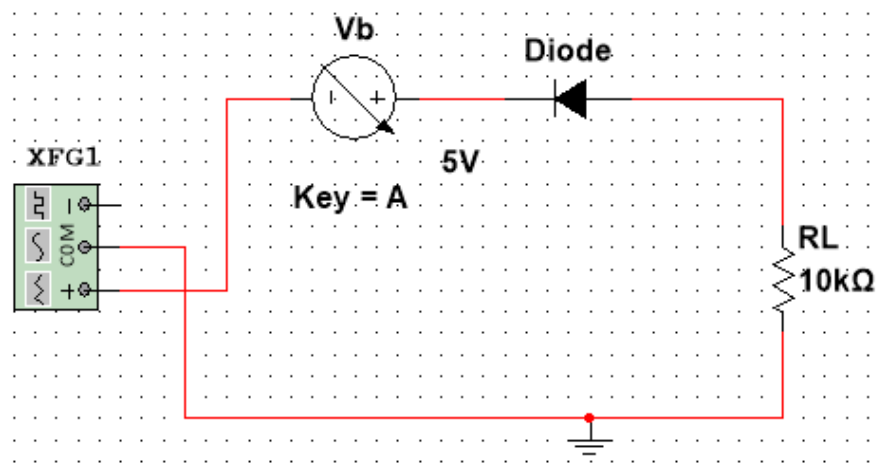 Vb
Diode
XFG1
5V
Key = A
COM
RL
10kΩ